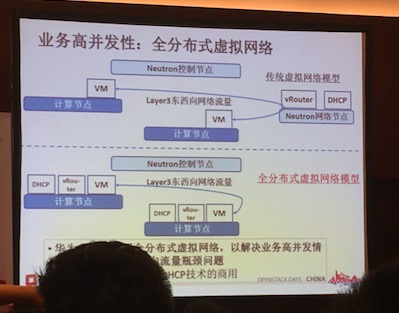 业务高并发性：全分布式虚拟网络
Neutron控制节点
传统虚拟网络模型
VM
vRouter
DHCP
计算节点
Layer3东西向网络流量
Neutron网络节点
VM
计算节点
Neutron控制节点
全分布式虚拟网络模型
DHCP
vRou-
ter
VM
Layer3东西向网络流量
计算节点
DHCP
vRou-
ter
VM
计算节点
• 华为
全分布式虚拟网络，以解决业务高并发情
流量瓶颈问题
HCP技术的商用
OPENSTACK DAYS CHINA